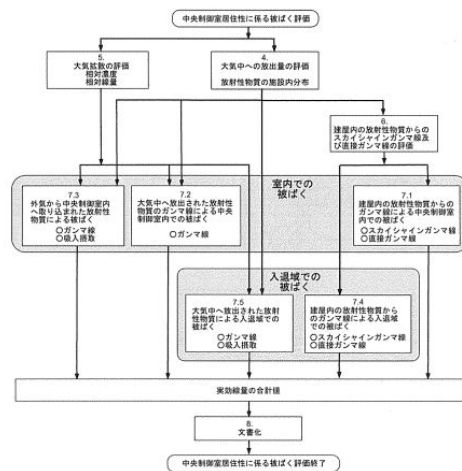 中央制御室居住性に係る被ばく評価
5.
大気拡散の評価
相対濃度
相対線量
4.
大気中への放出量の評価
放射性物質の施設内分布
6.
建屋内の放射性物質からの
スカイシャインガンマ線及
び直接ガンマ線の評価
室内での
被ばく
7.3
外気から中央制御室内
へ取り込まれた放射性
物質による被ばく
○ガンマ線
○吸入摂取
7.2
大気中へ放出された放射性
物質のガンマ線による中央
制御室内での被ばく
○ガンマ線
7.1
建屋内の放射性物質からの
ガンマ線による中央制御室
内での被ばく
○スカイシャインガンマ線
○直接ガンマ線
入退域での
被ばく
7.5
大気中へ放出された放射性
物質による入退域での
被ばく
○ガンマ線
○吸入摂取
7.4
建屋内の放射性物質から
のガンマ線による入退域
での被ばく
○スカイシャインガンマ線
○直接ガンマ線
実効線量の合計値
8.
文書化
中央制御室居住性に係る被ばく評価終了